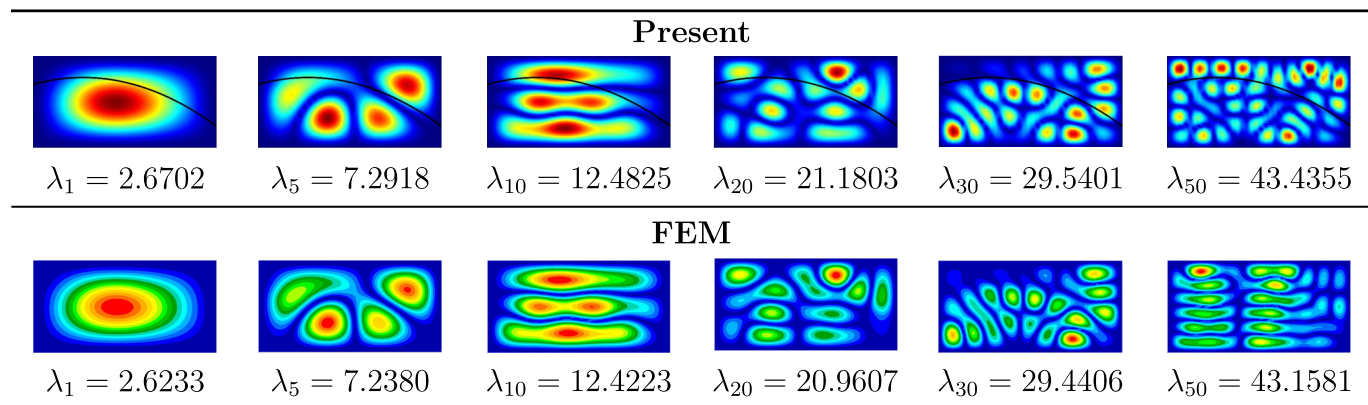 Present
λ₁ = 2.6702 λ₅ = 7.2918 λ₁₀ = 12.4825 λ₂₀ = 21.1803 λ₃₀ = 29.5401 λ₅₀ = 43.4355
FEM
λ₁ = 2.6233 λ₅ = 7.2380 λ₁₀ = 12.4223 λ₂₀ = 20.9607 λ₃₀ = 29.4406 λ₅₀ = 43.1581